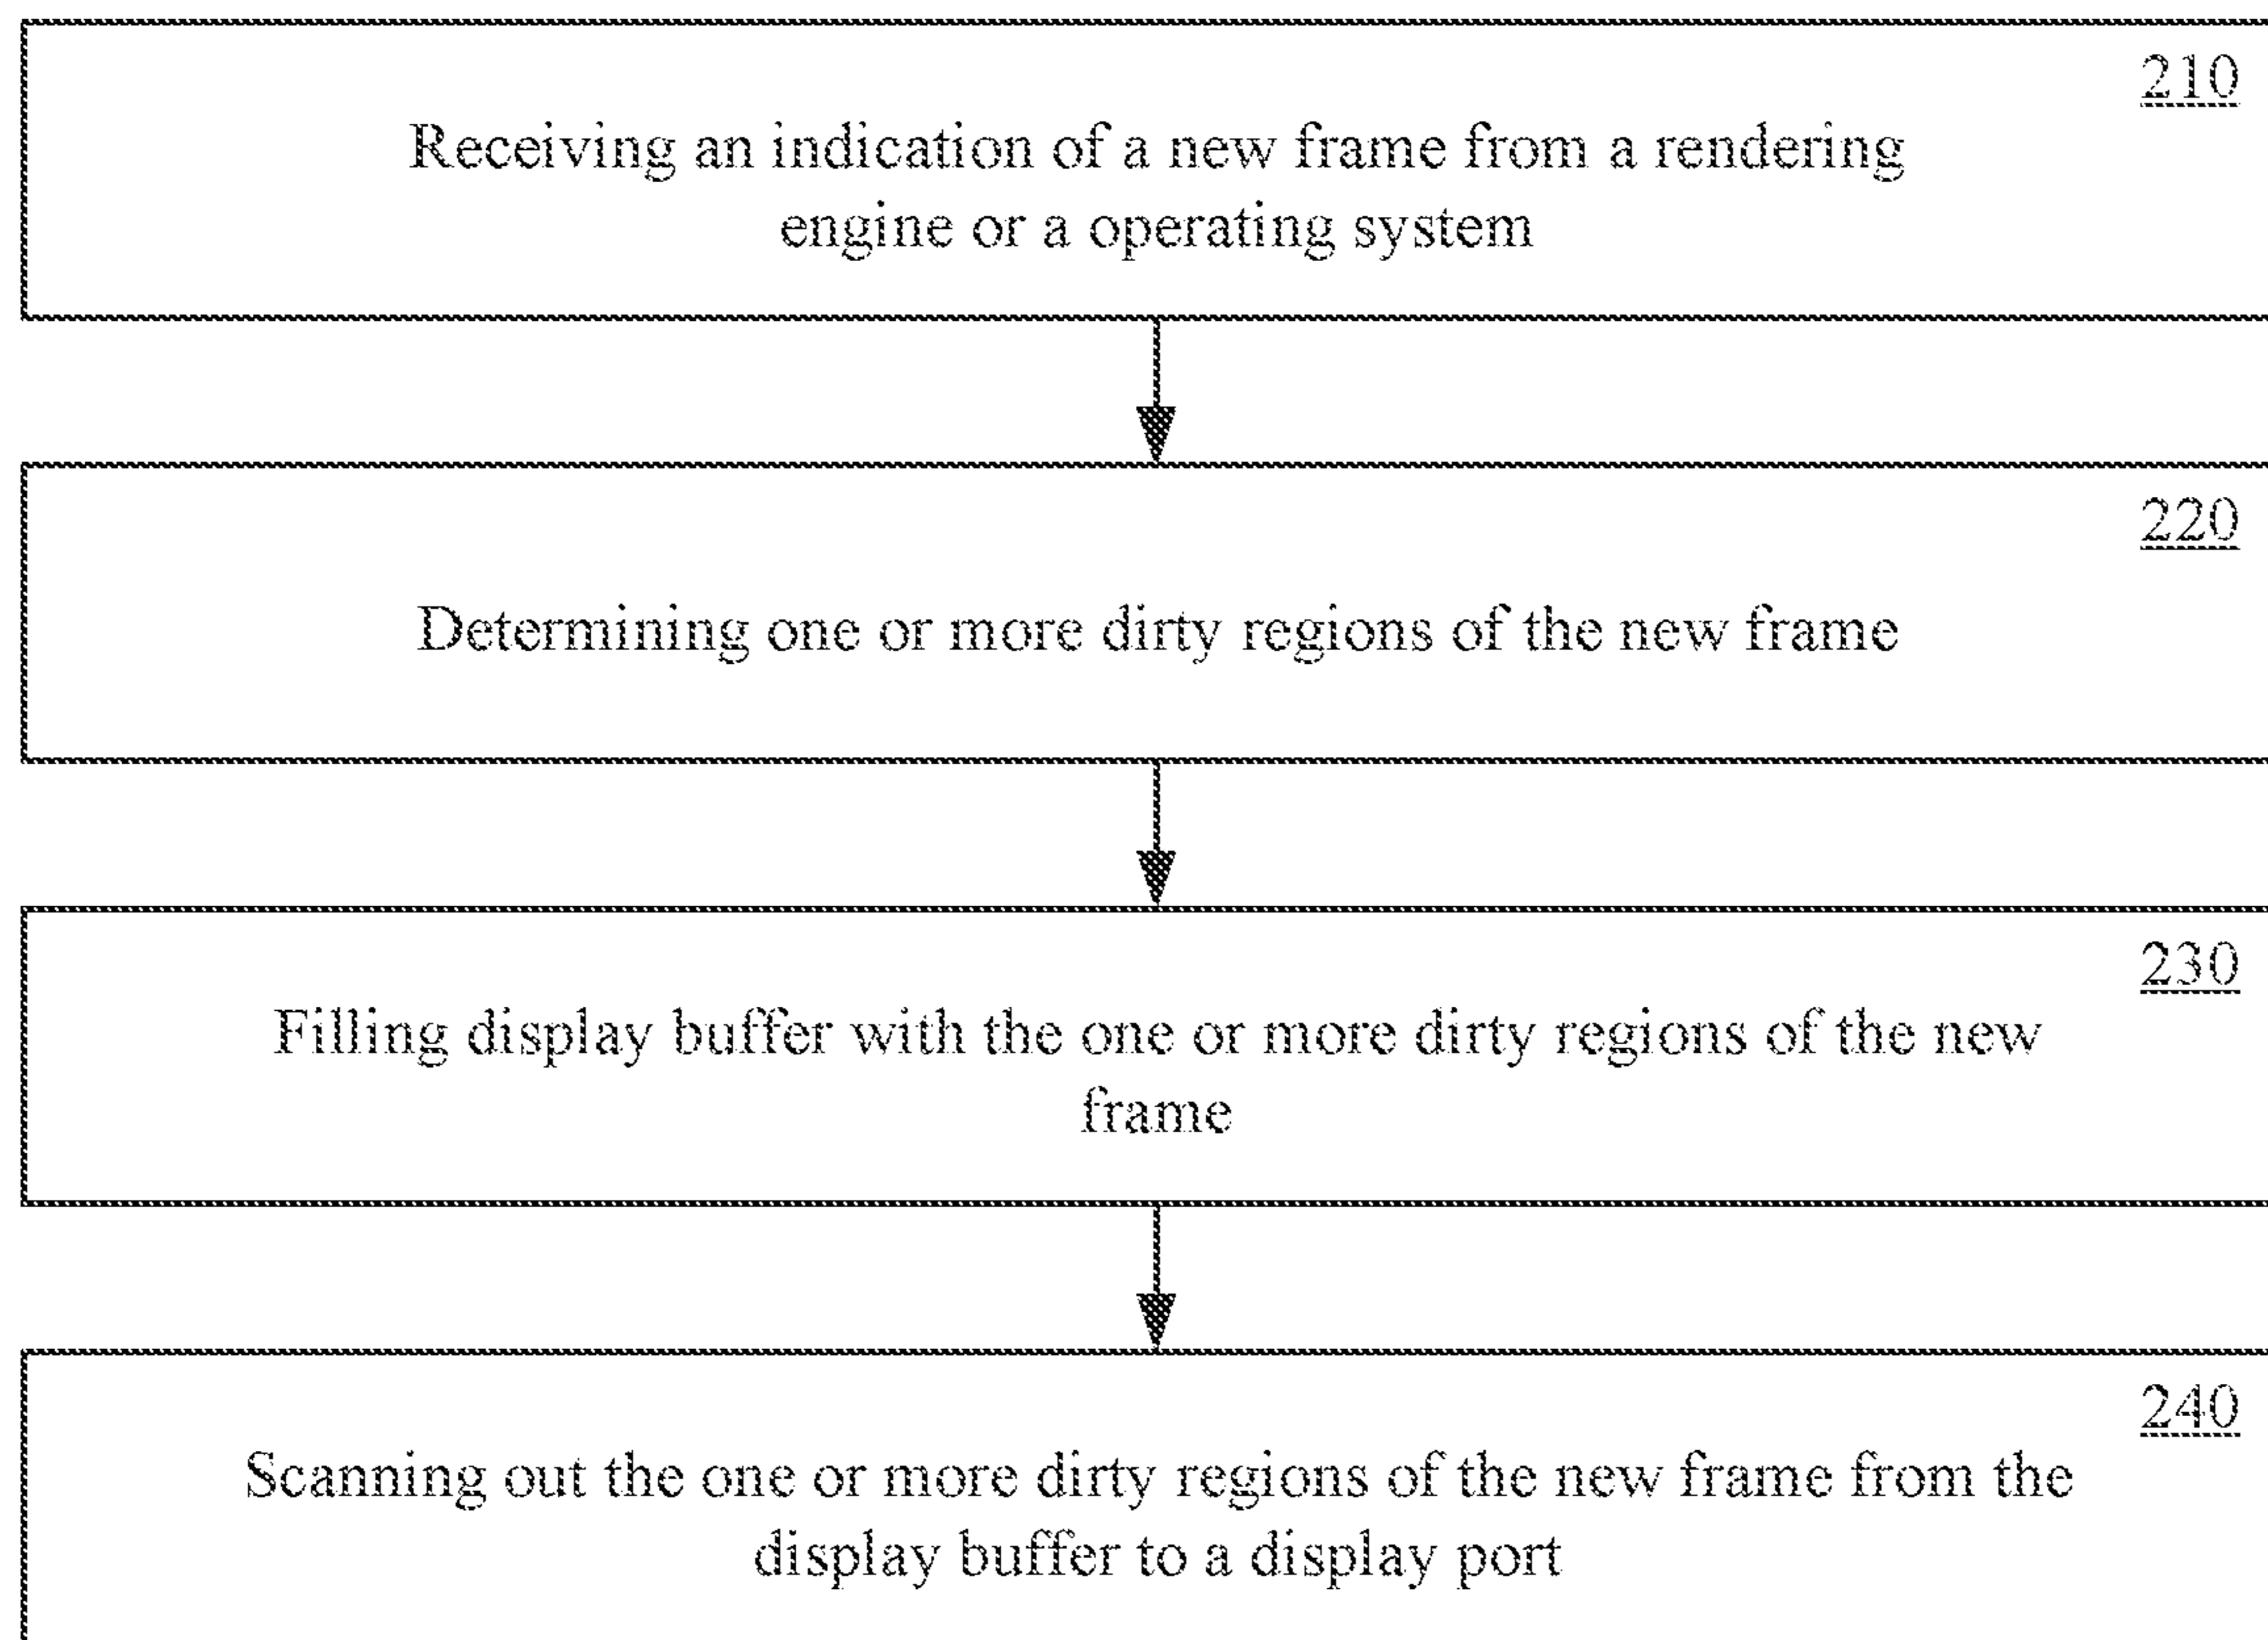 210
Receiving an indication of a new frame from a rendering
engine or a operating system
220
Determining one or more dirty regions of the new frame
230
Filling display buffer with the one or more dirty regions of the new
frame
240
Scanning out the one or more dirty regions of the new frame from the
display buffer to a display port